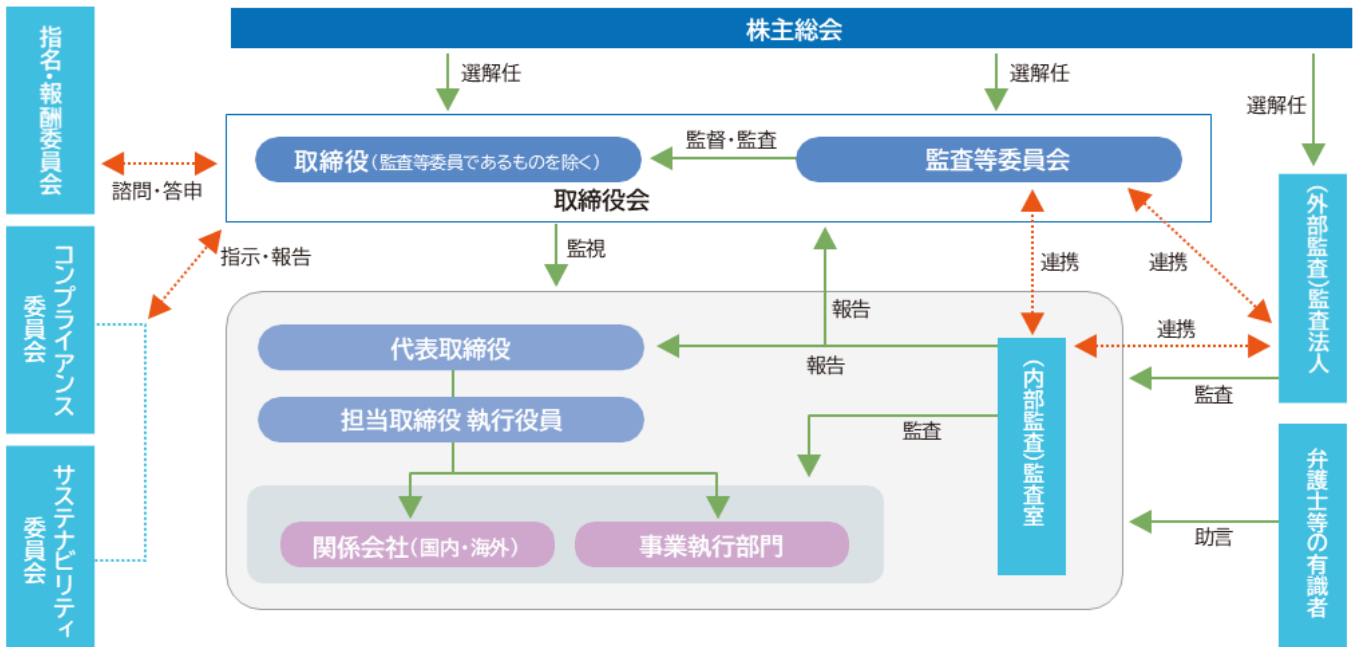 株主総会
選解任
選解任
選解任
指名・報酬委員会
諮問・答申
取締役(監査等委員であるものを除く)
監督・監査
監査等委員会
取締役会
指示・報告
監視
連携
連携
(外部監査)監査法人
コンプライアンス
委員会
報告
代表取締役
報告
連携
監査
担当取締役 執行役員
監査
(内部監査)監査室
サステナビリティ
委員会
関係会社(国内・海外)
事業執行部門
助言
弁護士等の有識者